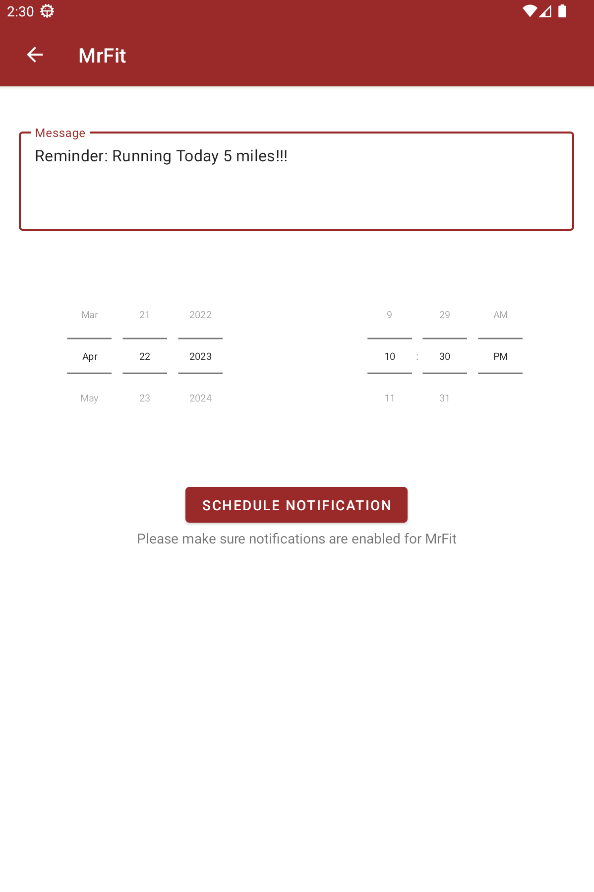 2:30
MrFit
Message
Reminder: Running Today 5 miles!!!
Mar 21 2022 9 29 AM
Apr 22 2023 10 : 30 PM
May 23 2024 11 31
SCHEDULE NOTIFICATION
Please make sure notifications are enabled for MrFit